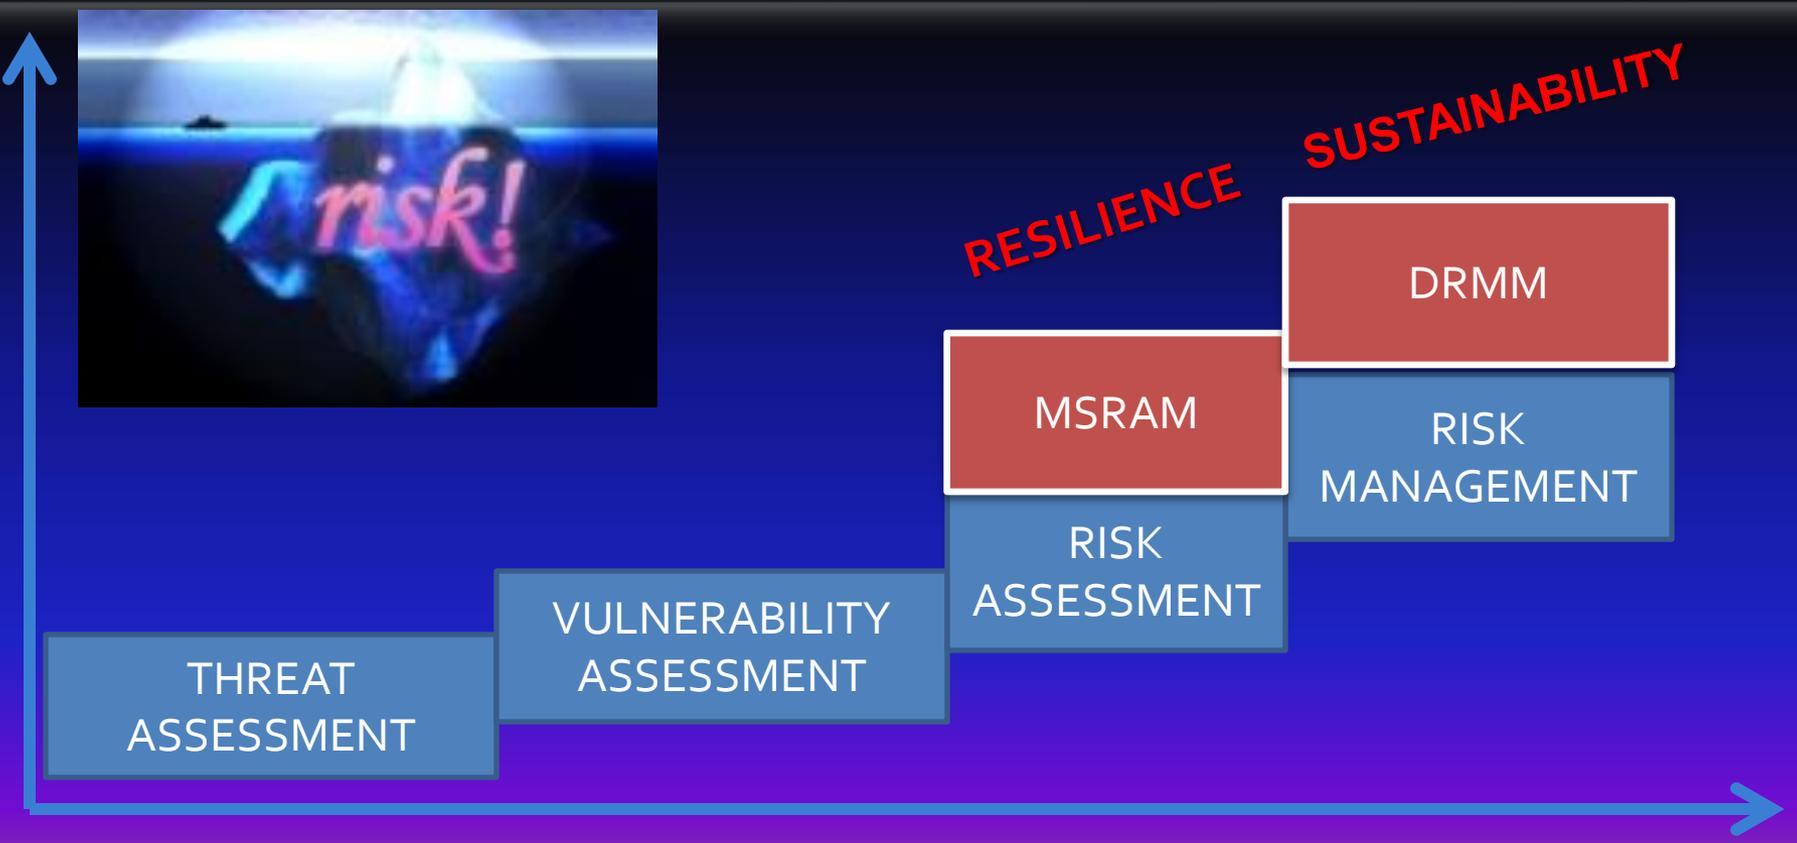 risk!
SUSTAINABILITY
RESILIENCE
DRMM
MSRAM
RISK
MANAGEMENT
RISK
ASSESSMENT
VULNERABILITY
ASSESSMENT
THREAT
ASSESSMENT